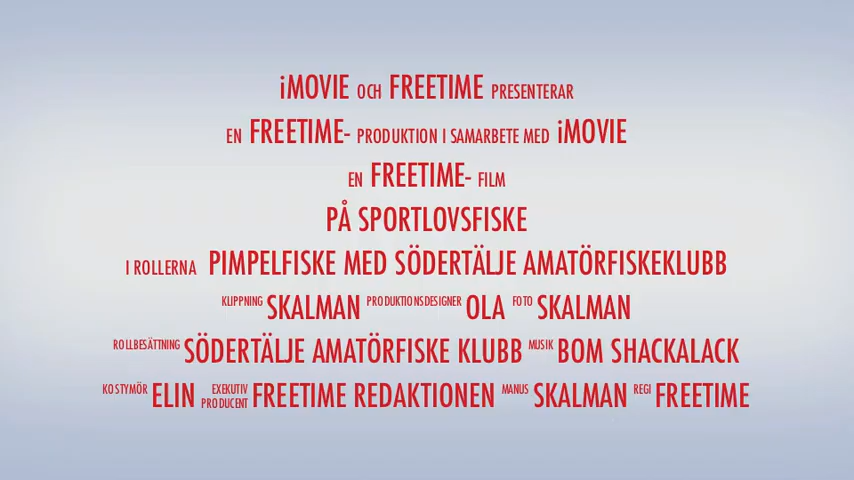 iMOVIE OCH FREETIME PRESENTERAR
EN FREETIME- PRODUKTION I SAMARBETE MED iMOVIE
EN FREETIME- FILM
PÅ SPORTLOVSFISKE
I ROLLERNA PIMPELFISKE MED SÖDERTÄLJE AMATÖRFISKEKLUBB
KLIPPNING SKALMAN PRODUKTIONSDESIGNER OLA FOTO SKALMAN
ROLLBESÄTTNING SÖDERTÄLJE AMATÖRFISKE KLUBB MUSIK BOM SHACKALACK
KOSTYMÖR ELIN EXEKUTIV PRODUCENT FREETIME REDAKTIONEN MANUS SKALMAN REGI FREETIME